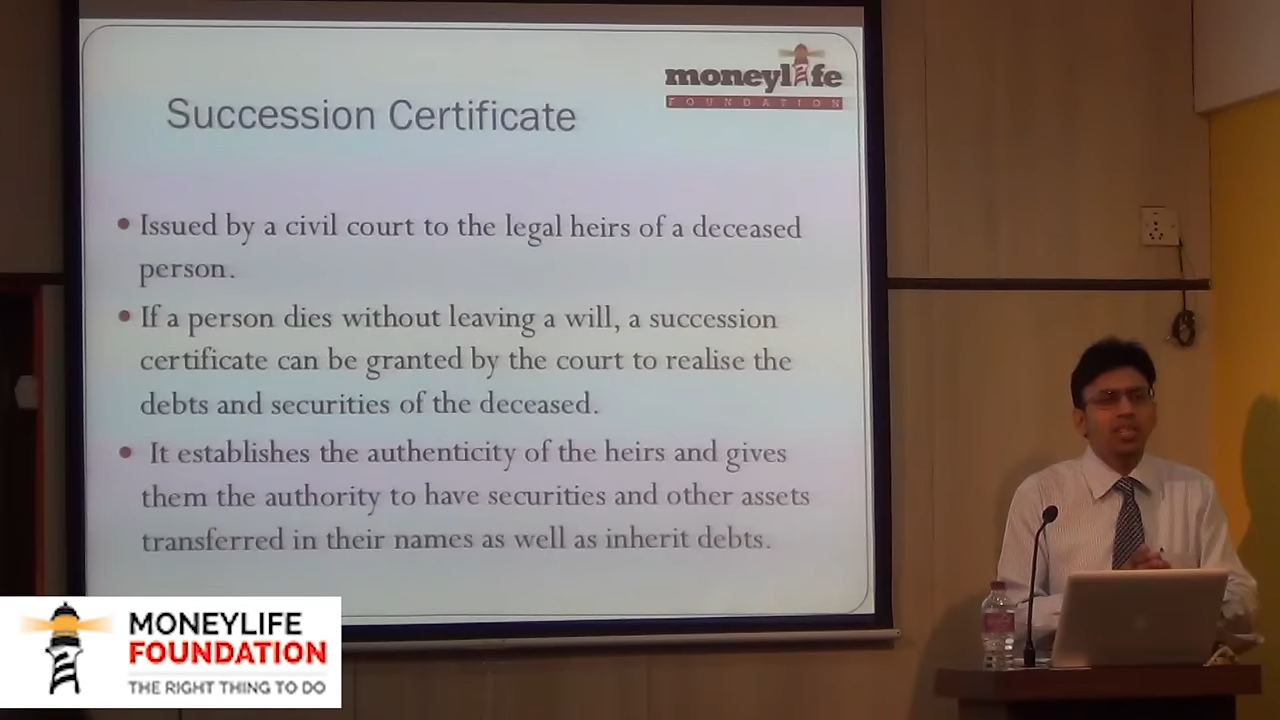 moneylife
FOUNDATION
Succession Certificate
• Issued by a civil court to the legal heirs of a deceased
person.
• If a person dies without leaving a will, a succession
certificate can be granted by the court to realise the
debts and securities of the deceased.
• It establishes the authenticity of the heirs and gives
them the authority to have securities and other assets
transferred in their names as well as inherit debts.
MONEYLIFE
FOUNDATION
THE RIGHT THING TO DO